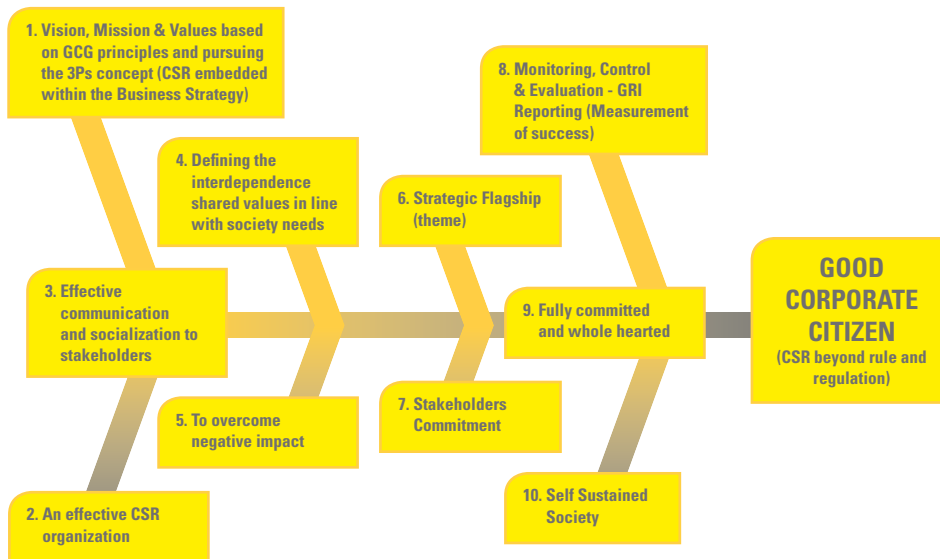 1. Vision, Mission & Values based
on GCG principles and pursuing
the 3Ps concept (CSR embedded
within the Business Strategy)
2. An effective CSR
organization
3. Effective
communication
and socialization to
stakeholders
4. Defining the
interdependence
shared values in line
with society needs
5. To overcome
negative impact
6. Strategic Flagship
(theme)
7. Stakeholders
Commitment
8. Monitoring, Control
& Evaluation - GRI
Reporting (Measurement
of success)
9. Fully committed
and whole hearted
10. Self Sustained
Society
GOOD
CORPORATE
CITIZEN
(CSR beyond rule and
regulation)